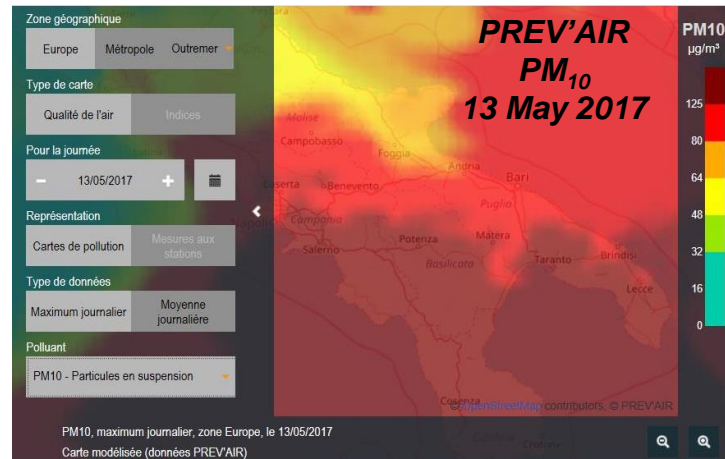 Zone géographique
Europe Métropole Outremer
Type de carte
Qualité de l'air Indices
Pour la journée
− 13/05/2017 +
Représentation
Cartes de pollution Mesures aux stations
Type de données
Maximum journalier Moyenne journalière
Polluant
PM10 - Particules en suspension
PM10, maximum journalier, zone Europe, le 13/05/2017
Carte modélisée (données PREV'AIR)
PREV'AIR
PM10
13 May 2017
Molise
Campobasso
Foggia
Andria
Bari
Caserta
Benevento
Puglia
Napoli
Campania
Salerno
Potenza
Matera
Basilicata
Taranto
Brindisi
Lecce
Cosenza
Calabria
Crotone
© OpenStreetMap contributors, © PREV'AIR
PM10
µg/m³
125
80
64
48
32
16
0